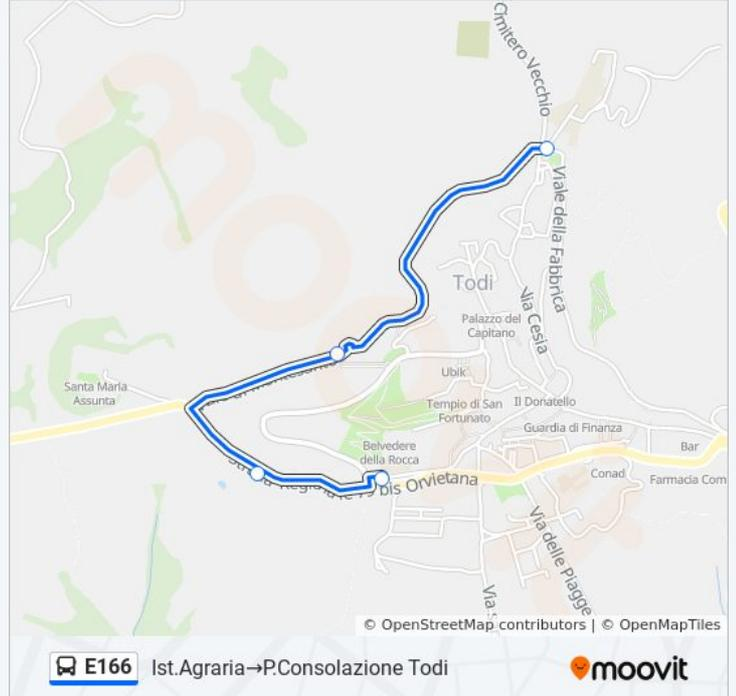 Cimitero Vecchio
Viale della Fabbrica
Todi
Via Cesia
Palazzo del
Capitano
Ubik
Santa Maria
Assunta
Tempio di San
Fortunato
Il Donatello
Guardia di Finanza
Belvedere
della Rocca
Bar
Conad
Farmacia Com
bis Orvietana
Via delle Piagge
Via
© OpenStreetMap contributors | © OpenMapTiles
E166 Ist.Agraria→P.Consolazione Todi
moovit